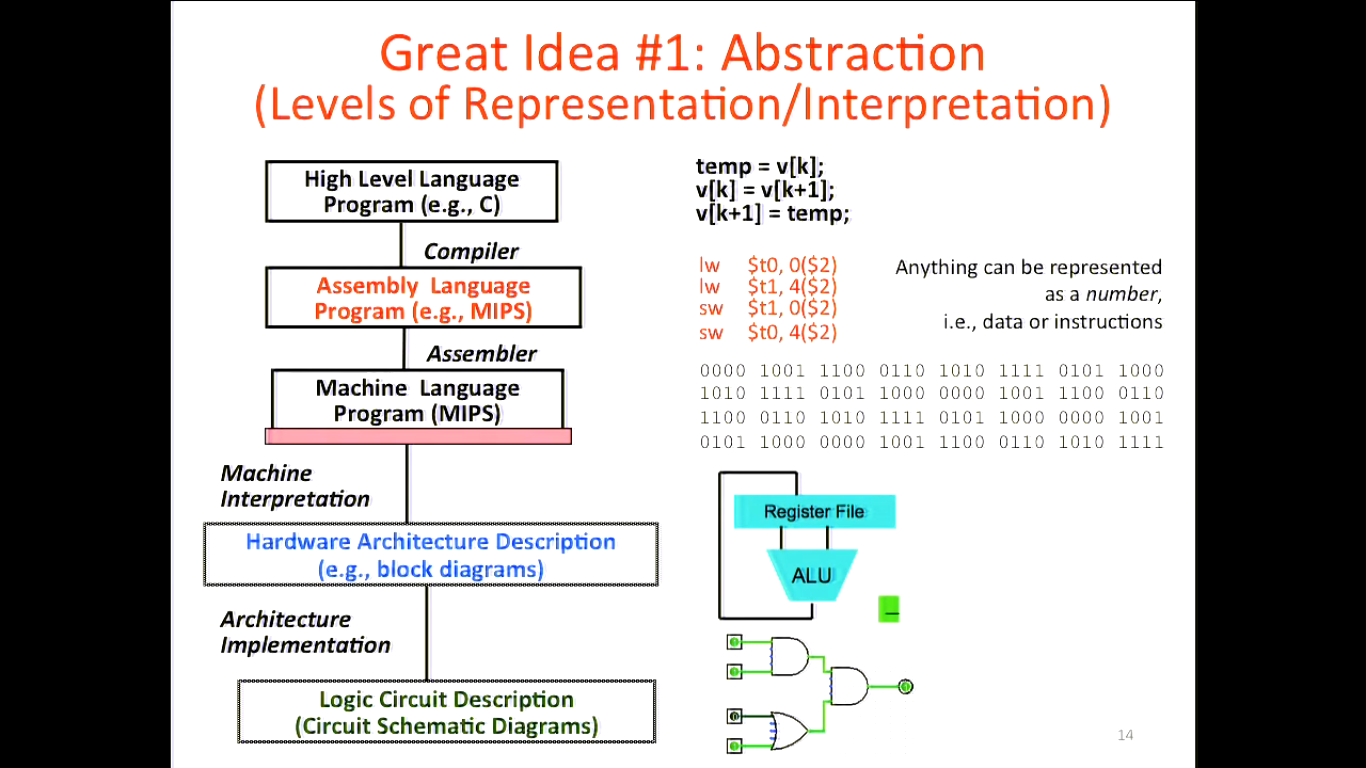 Great Idea #1: Abstraction
(Levels of Representation/Interpretation)
High Level Language
Program (e.g., C)
Compiler
Assembly Language
Program (e.g., MIPS)
Assembler
Machine Language
Program (MIPS)
Machine
Interpretation
Hardware Architecture Description
(e.g., block diagrams)
Architecture
Implementation
Logic Circuit Description
(Circuit Schematic Diagrams)
temp = v[k];
v[k] = v[k+1];
v[k+1] = temp;
lw $t0, 0($2)
lw $t1, 4($2)
sw $t1, 0($2)
sw $t0, 4($2)
Anything can be represented
as a number,
i.e., data or instructions
0000 1001 1100 0110 1010 1111 0101 1000
1010 1111 0101 1000 0000 1001 1100 0110
1100 0110 1010 1111 0101 1000 0000 1001
0101 1000 0000 1001 1100 0110 1010 1111
Register File
ALU
14